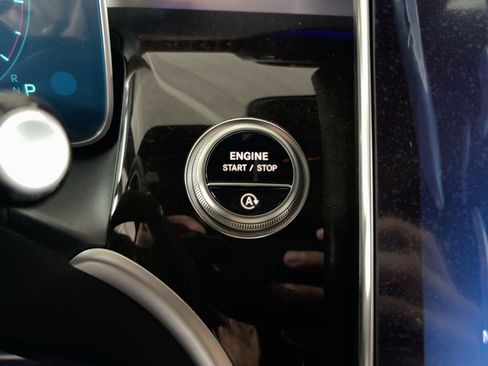 R
N P
ENGINE
START / STOP
A
N